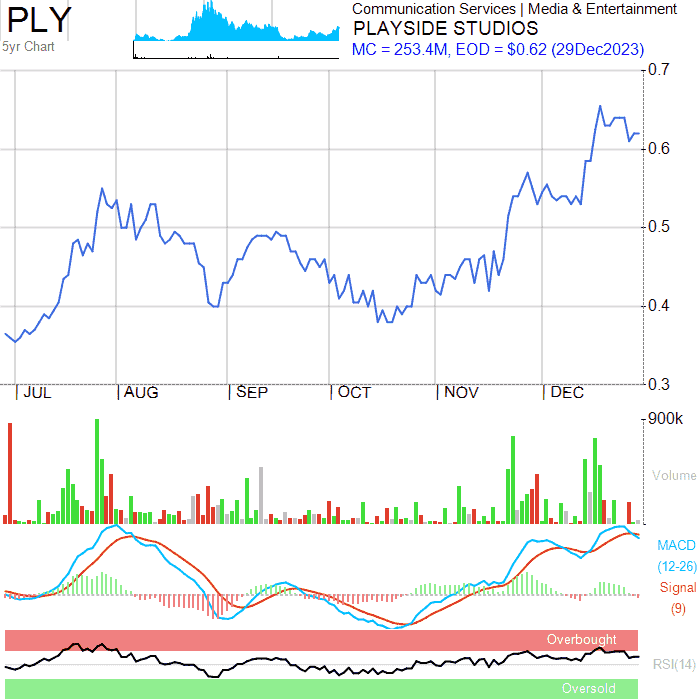 PLY
5yr Chart
Communication Services | Media & Entertainment
PLAYSIDE STUDIOS
MC = 253.4M, EOD = $0.62 (29Dec2023)
0.7
0.6
0.5
0.4
0.3
JUL
AUG
SEP
OCT
NOV
DEC
900k
Volume
MACD
(12-26)
Signal
(9)
Overbought
RSI(14)
Oversold